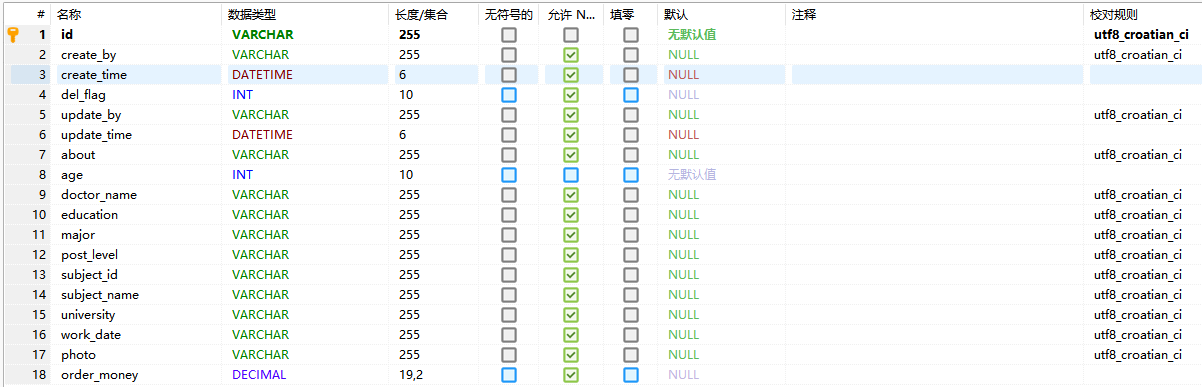 # 名称 数据类型 长度/集合 无符号的 允许 N... 填零 默认 注释 校对规则
1 id VARCHAR 255 无默认值 utf8_croatian_ci
2 create_by VARCHAR 255 NULL utf8_croatian_ci
3 create_time DATETIME 6 NULL
4 del_flag INT 10 NULL
5 update_by VARCHAR 255 NULL utf8_croatian_ci
6 update_time DATETIME 6 NULL
7 about VARCHAR 255 NULL utf8_croatian_ci
8 age INT 10 无默认值
9 doctor_name VARCHAR 255 NULL utf8_croatian_ci
10 education VARCHAR 255 NULL utf8_croatian_ci
11 major VARCHAR 255 NULL utf8_croatian_ci
12 post_level VARCHAR 255 NULL utf8_croatian_ci
13 subject_id VARCHAR 255 NULL utf8_croatian_ci
14 subject_name VARCHAR 255 NULL utf8_croatian_ci
15 university VARCHAR 255 NULL utf8_croatian_ci
16 work_date VARCHAR 255 NULL utf8_croatian_ci
17 photo VARCHAR 255 NULL utf8_croatian_ci
18 order_money DECIMAL 19,2 NULL